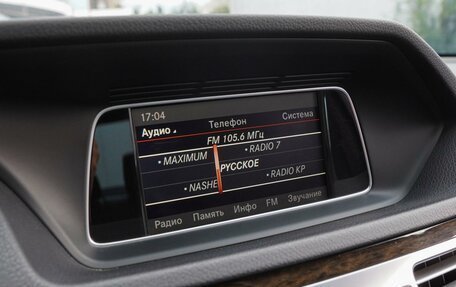 17:04
Аудио Телефон Система
FM 105.6 МГц
• MAXIMUM • RADIO 7
РУССКОЕ
• NASHE • RADIO KP
Радио Память Инфо FM Звучание